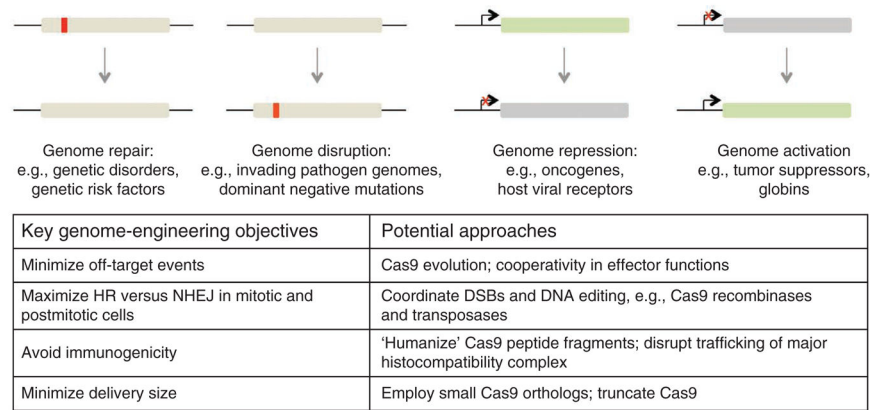 Genome repair:
e.g., genetic disorders,
genetic risk factors
Genome disruption:
e.g., invading pathogen genomes,
dominant negative mutations
Genome repression:
e.g., oncogenes,
host viral receptors
Genome activation
e.g., tumor suppressors,
globins
Key genome-engineering objectives
Potential approaches
Minimize off-target events
Cas9 evolution; cooperativity in effector functions
Maximize HR versus NHEJ in mitotic and
postmitotic cells
Coordinate DSBs and DNA editing, e.g., Cas9 recombinases
and transposases
Avoid immunogenicity
‘Humanize’ Cas9 peptide fragments; disrupt trafficking of major
histocompatibility complex
Minimize delivery size
Employ small Cas9 orthologs; truncate Cas9